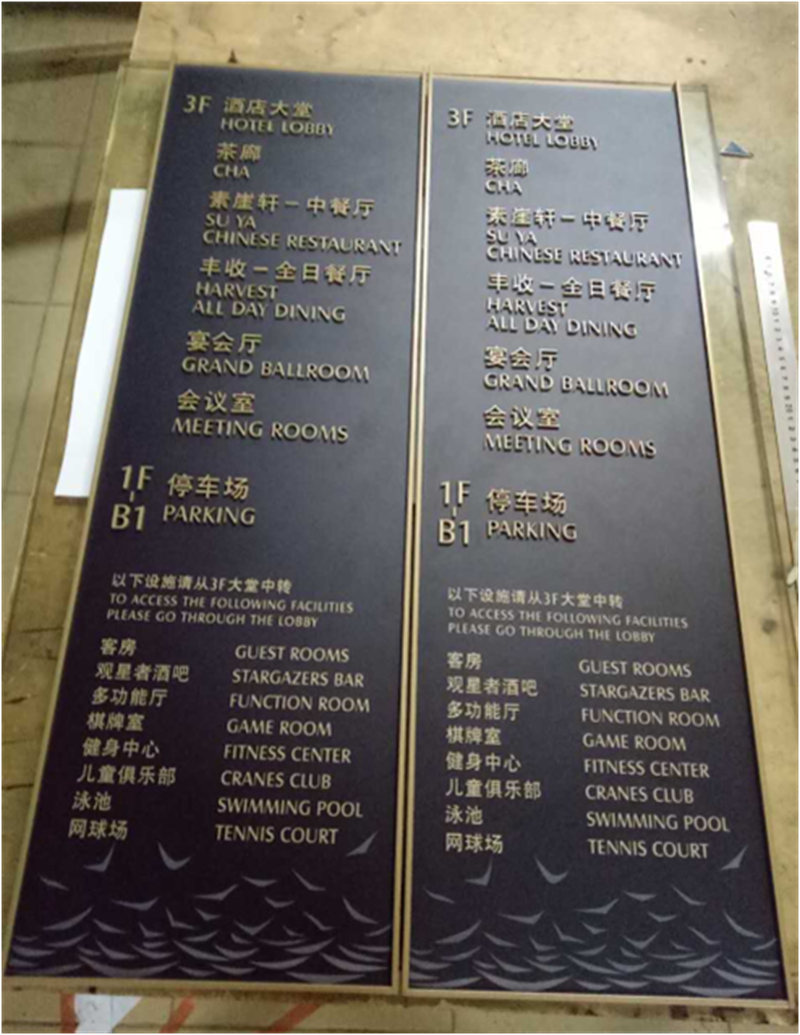 3F 酒店大堂
HOTEL LOBBY
茶廊
CHA
素崖轩－中餐厅
SU YA
CHINESE RESTAURANT
丰收－全日餐厅
HARVEST
ALL DAY DINING
宴会厅
GRAND BALLROOM
会议室
MEETING ROOMS
1F 停车场
B1 PARKING
以下设施请从3F大堂中转
TO ACCESS THE FOLLOWING FACILITIES
PLEASE GO THROUGH THE LOBBY
客房 GUEST ROOMS
观星者酒吧 STARGAZERS BAR
多功能厅 FUNCTION ROOM
棋牌室 GAME ROOM
健身中心 FITNESS CENTER
儿童俱乐部 CRANES CLUB
泳池 SWIMMING POOL
网球场 TENNIS COURT
3F 酒店大堂
HOTEL LOBBY
茶廊
CHA
素崖轩－中餐厅
SU YA
CHINESE RESTAURANT
丰收－全日餐厅
HARVEST
ALL DAY DINING
宴会厅
GRAND BALLROOM
会议室
MEETING ROOMS
1F 停车场
B1 PARKING
以下设施请从3F大堂中转
TO ACCESS THE FOLLOWING FACILITIES
PLEASE GO THROUGH THE LOBBY
客房 GUEST ROOMS
观星者酒吧 STARGAZERS BAR
多功能厅 FUNCTION ROOM
棋牌室 GAME ROOM
健身中心 FITNESS CENTER
儿童俱乐部 CRANES CLUB
泳池 SWIMMING POOL
网球场 TENNIS COURT